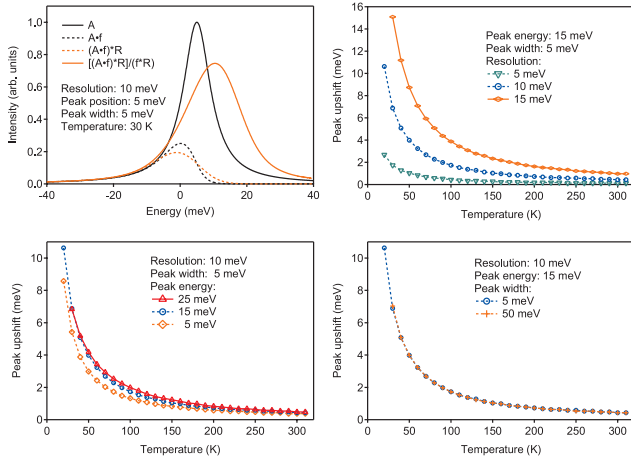 A
A•f
(A•f)*R
[(A•f)*R]/(f*R)
Resolution: 10 meV
Peak position: 5 meV
Peak width: 5 meV
Temperature: 30 K
Intensity (arb. units)
1.0
0.8
0.6
0.4
0.2
0.0
-40
-20
0
20
40
Energy (meV)
Peak energy: 15 meV
Peak width: 5 meV
Resolution:
5 meV
10 meV
15 meV
Peak upshift (meV)
16
14
12
10
8
6
4
2
0
0
50
100
150
200
250
300
Temperature (K)
Resolution: 10 meV
Peak width: 5 meV
Peak energy:
25 meV
15 meV
5 meV
Peak upshift (meV)
12
10
8
6
4
2
0
0
50
100
150
200
250
300
Temperature (K)
Resolution: 10 meV
Peak energy: 15 meV
Peak width:
5 meV
50 meV
Peak upshift (meV)
12
10
8
6
4
2
0
0
50
100
150
200
250
300
Temperature (K)